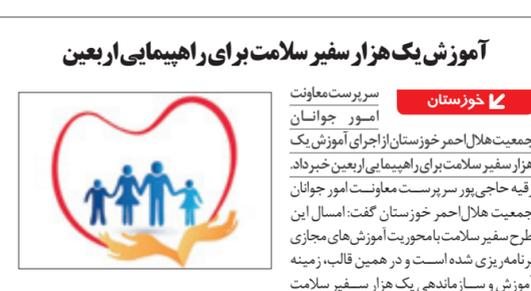 آموزش یک هزار سفیر سلامت برای راهپیمایی اربعین
خوزستان
سرپرست معاونت
امور جوانان
جمعیت هلال‌احمر خوزستان از اجرای آموزش یک
هزار سفیر سلامت برای راهپیمایی اربعین خبر داد.
رقیه حاجی‌پور سرپرست معاونت امور جوانان
جمعیت هلال‌احمر خوزستان گفت: امسال این
طرح سفیر سلامت با محوریت آموزش‌های مجازی
برنامه‌ریزی شده است و در همین قالب، زمینه
آموزش و سازماندهی یک هزار سفیر سلامت